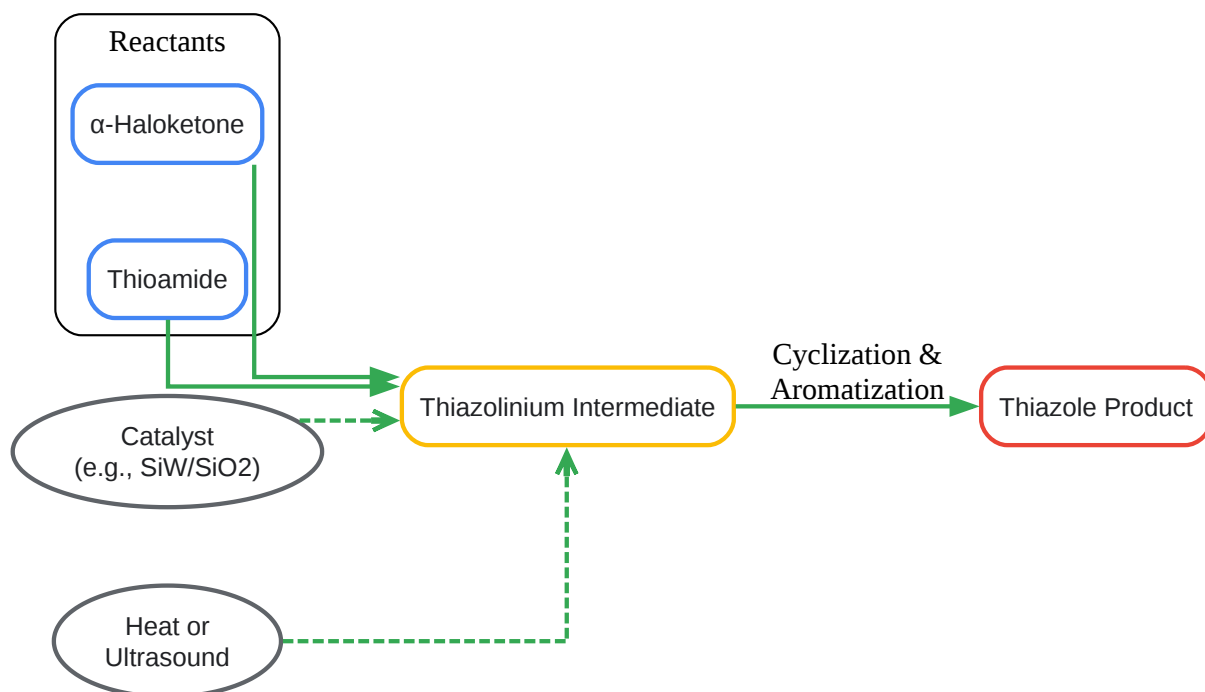 Reactants
α-Haloketone
Thioamide
Catalyst
(e.g., SiW/SiO2)
Heat or
Ultrasound
Thiazolinium Intermediate
Cyclization &
Aromatization
Thiazole Product